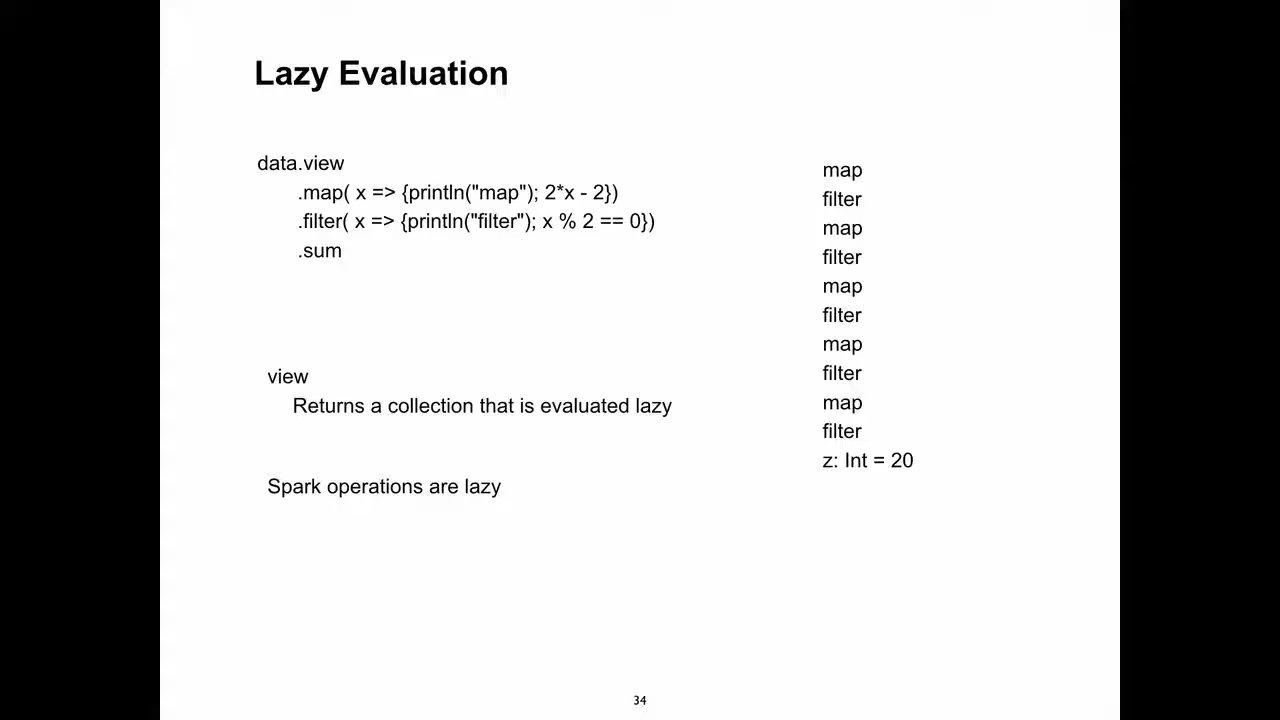 Lazy Evaluation
data.view
.map( x => {println("map"); 2*x - 2})
.filter( x => {println("filter"); x % 2 == 0})
.sum
view
Returns a collection that is evaluated lazy
Spark operations are lazy
map
filter
map
filter
map
filter
map
filter
map
filter
z: Int = 20
34